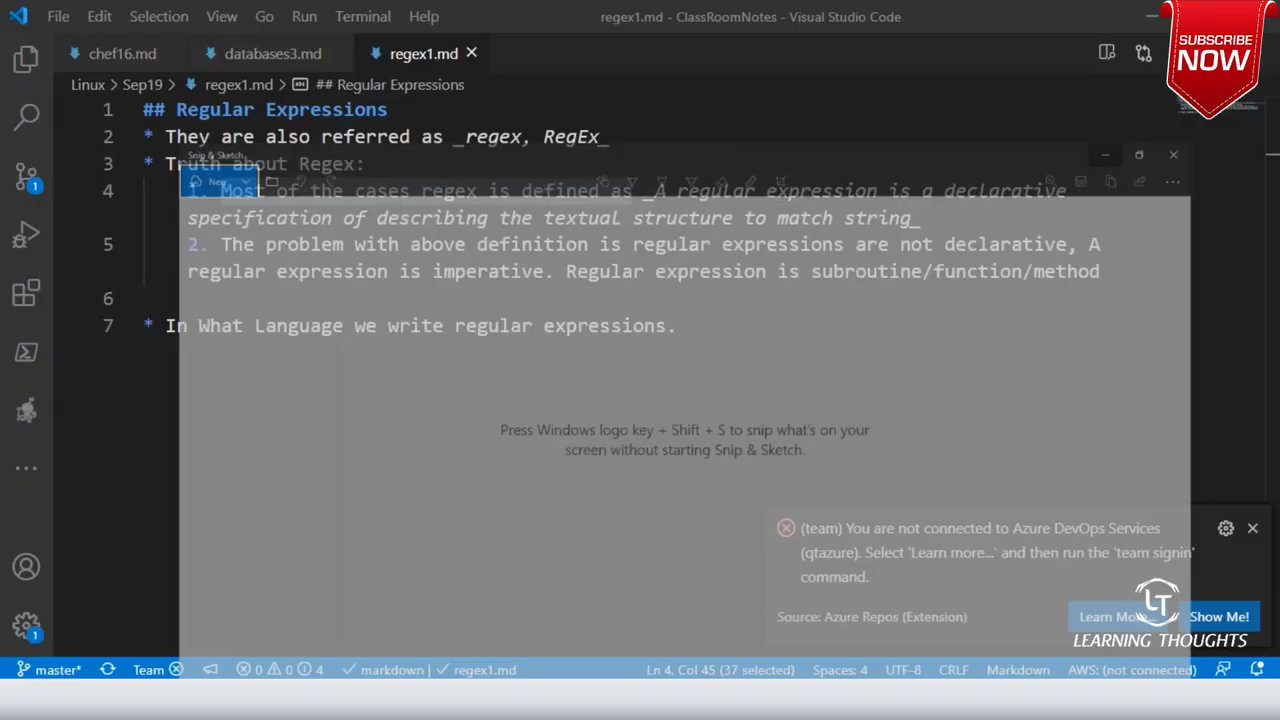 File Edit Selection View Go Run Terminal Help regex1.md - ClassRoomNotes - Visual Studio Code
SUBSCRIBE
NOW
chef16.md databases3.md regex1.md
Linux > Sep19 > regex1.md > ## Regular Expressions
1 ## Regular Expressions
2 * They are also referred as _regex, RegEx_
Snip & Sketch
3 * Truth about Regex:
New
4 1. Most of the cases regex is defined as _A regular expression is a declarative
specification of describing the textual structure to match string_
5 2. The problem with above definition is regular expressions are not declarative, A
regular expression is imperative. Regular expression is subroutine/function/method
6
7 * In What Language we write regular expressions.
Press Windows logo key + Shift + S to snip what's on your
screen without starting Snip & Sketch.
(team) You are not connected to Azure DevOps Services
(qtazure). Select 'Learn more...' and then run the 'team signin'
command.
Source: Azure Repos (Extension) Learn More... Show Me!
LT
LEARNING THOUGHTS
1
1
master* Team 0 0 4 markdown | regex1.md Ln 4, Col 45 (37 selected) Spaces: 4 UTF-8 CRLF Markdown AWS: (not connected)